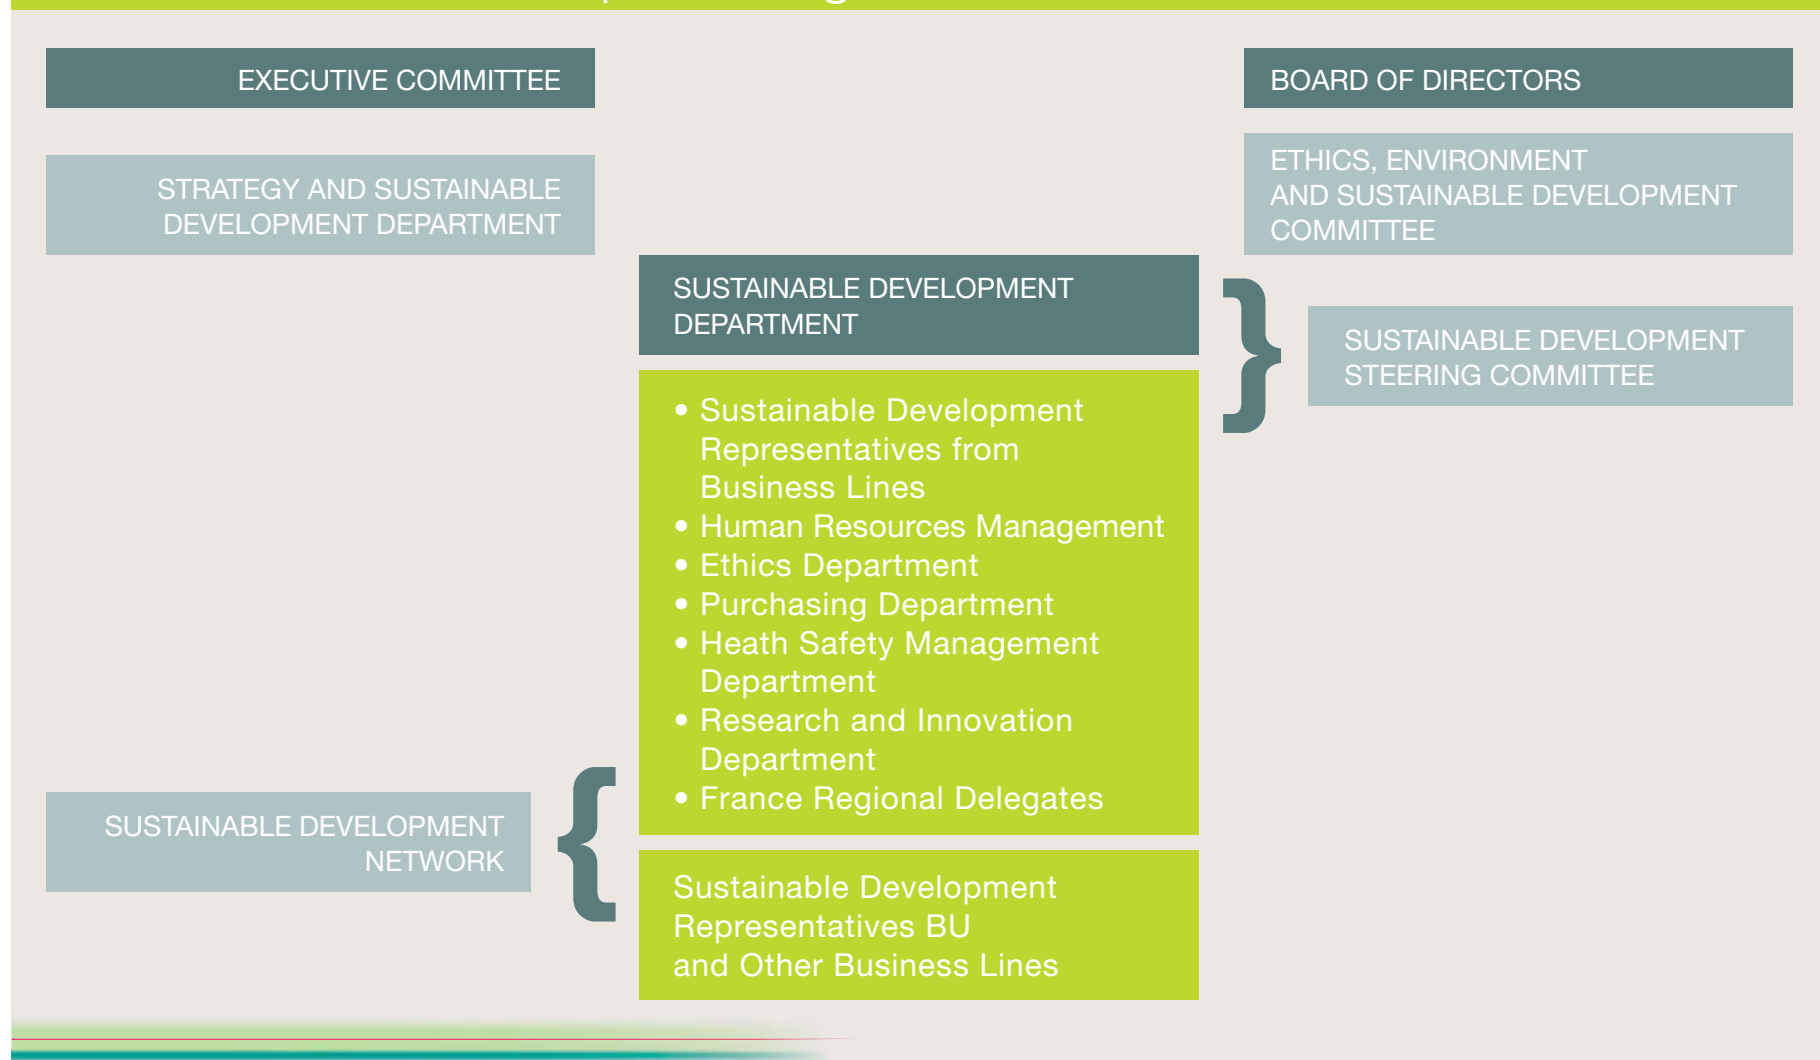 EXECUTIVE COMMITTEE
BOARD OF DIRECTORS
STRATEGY AND SUSTAINABLE
DEVELOPMENT DEPARTMENT
ETHICS, ENVIRONMENT
AND SUSTAINABLE DEVELOPMENT
COMMITTEE
SUSTAINABLE DEVELOPMENT
DEPARTMENT
SUSTAINABLE DEVELOPMENT
STEERING COMMITTEE
• Sustainable Development
Representatives from
Business Lines
• Human Resources Management
• Ethics Department
• Purchasing Department
• Heath Safety Management
Department
• Research and Innovation
Department
• France Regional Delegates
SUSTAINABLE DEVELOPMENT
NETWORK
Sustainable Development
Representatives BU
and Other Business Lines